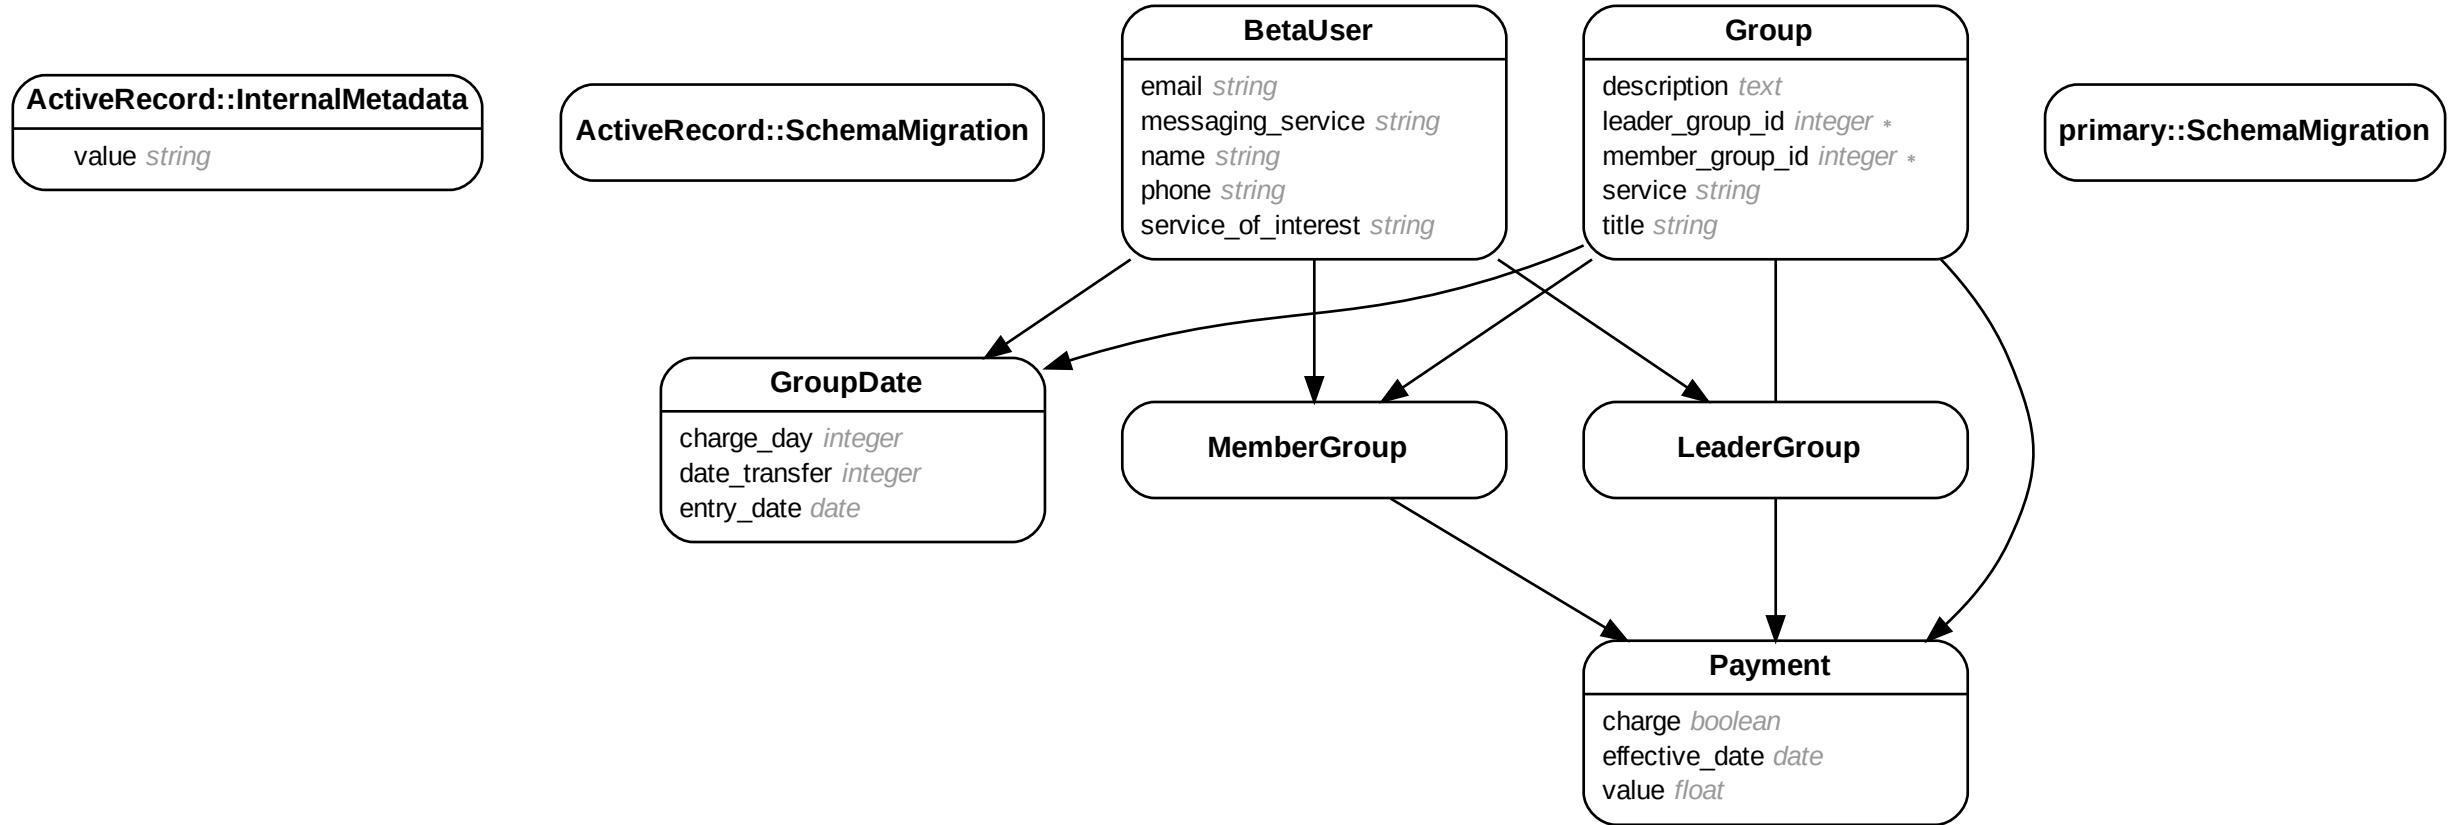 ActiveRecord::InternalMetadata
value string
ActiveRecord::SchemaMigration
BetaUser
email string
messaging_service string
name string
phone string
service_of_interest string
Group
description text
leader_group_id integer *
member_group_id integer *
service string
title string
primary::SchemaMigration
GroupDate
charge_day integer
date_transfer integer
entry_date date
MemberGroup
LeaderGroup
Payment
charge boolean
effective_date date
value float